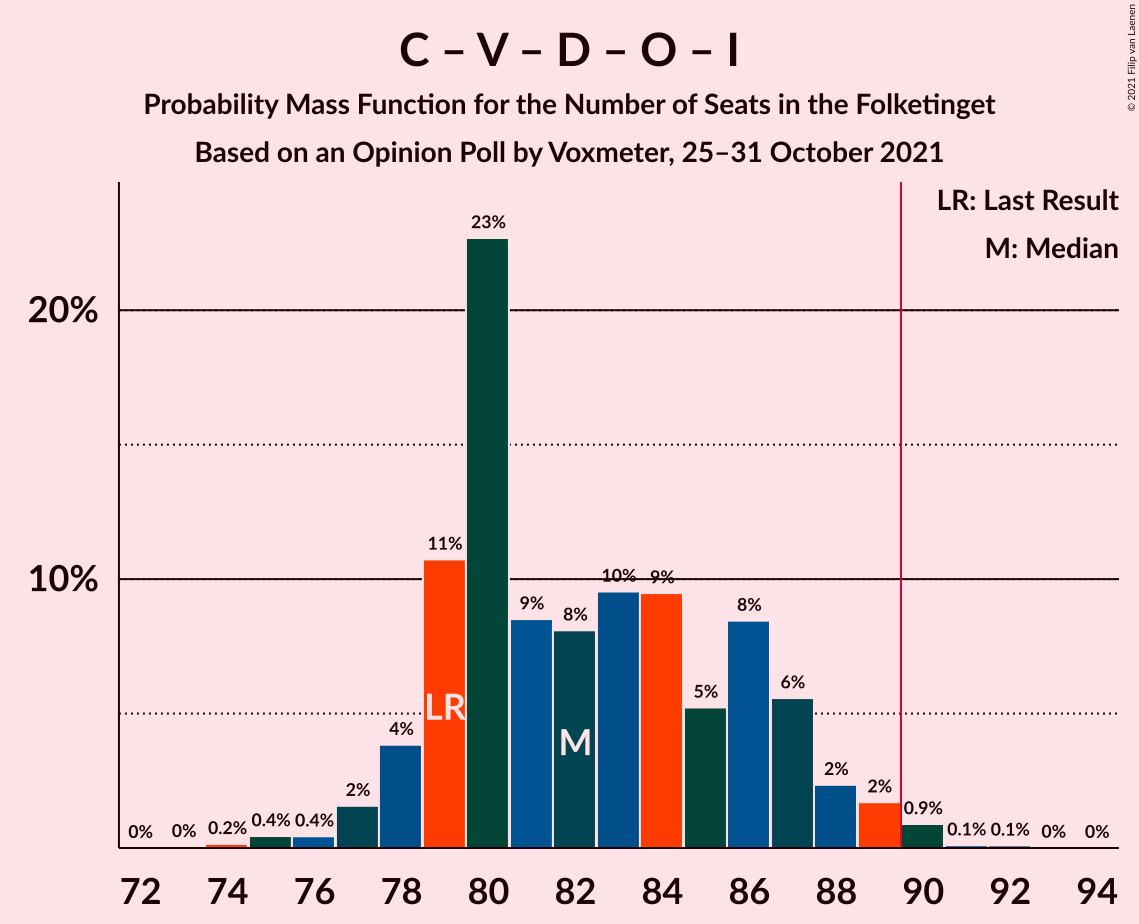 C – V – D – O – I
Probability Mass Function for the Number of Seats in the Folketinget
Based on an Opinion Poll by Voxmeter, 25–31 October 2021
© 2021 Filip van Laenen
LR: Last Result
M: Median
20%
10%
0% 0% 0.2% 0.4% 0.4% 2% 4% 11% 23% 9% 8% 10% 9% 5% 8% 6% 2% 2% 0.9% 0.1% 0.1% 0% 0%
LR
M
72 74 76 78 80 82 84 86 88 90 92 94